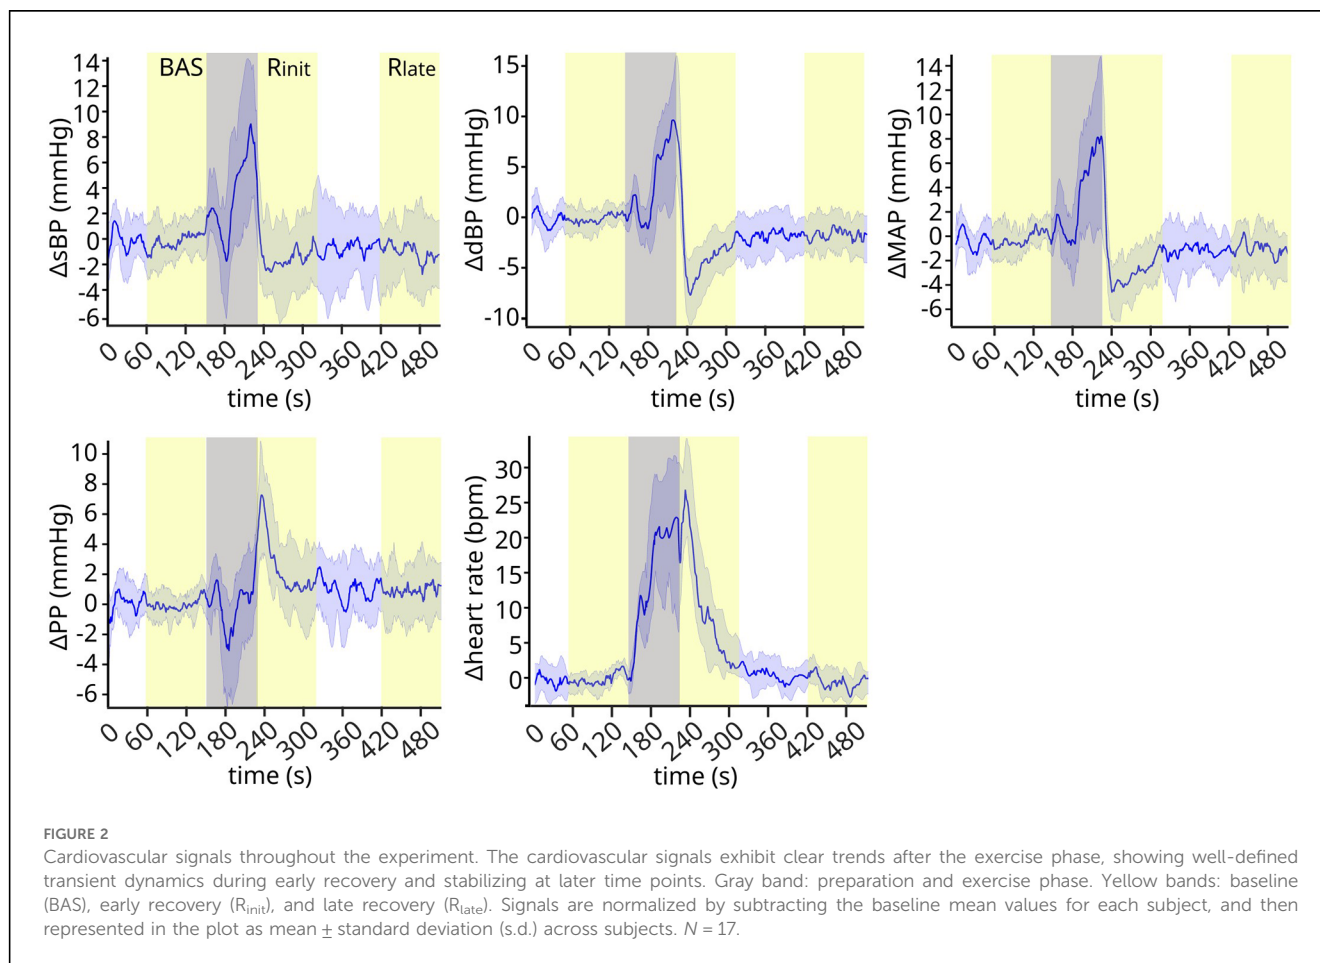 14
12
10
8
6
4
2
0
-2
-4
-6
ΔsBP (mmHg)
BAS
Rinit
Rlate
0 60 120 180 240 300 360 420 480
time (s)
15
10
5
0
-5
-10
ΔdBP (mmHg)
0 60 120 180 240 300 360 420 480
time (s)
14
12
10
8
6
4
2
0
-2
-4
-6
ΔMAP (mmHg)
0 60 120 180 240 300 360 420 480
time (s)
10
8
6
4
2
0
-2
-4
-6
ΔPP (mmHg)
0 60 120 180 240 300 360 420 480
time (s)
30
25
20
15
10
5
0
Δheart rate (bpm)
0 60 120 180 240 300 360 420 480
time (s)
FIGURE 2
Cardiovascular signals throughout the experiment. The cardiovascular signals exhibit clear trends after the exercise phase, showing well-defined
transient dynamics during early recovery and stabilizing at later time points. Gray band: preparation and exercise phase. Yellow bands: baseline
(BAS), early recovery (Rinit), and late recovery (Rlate). Signals are normalized by subtracting the baseline mean values for each subject, and then
represented in the plot as mean ± standard deviation (s.d.) across subjects. N = 17.